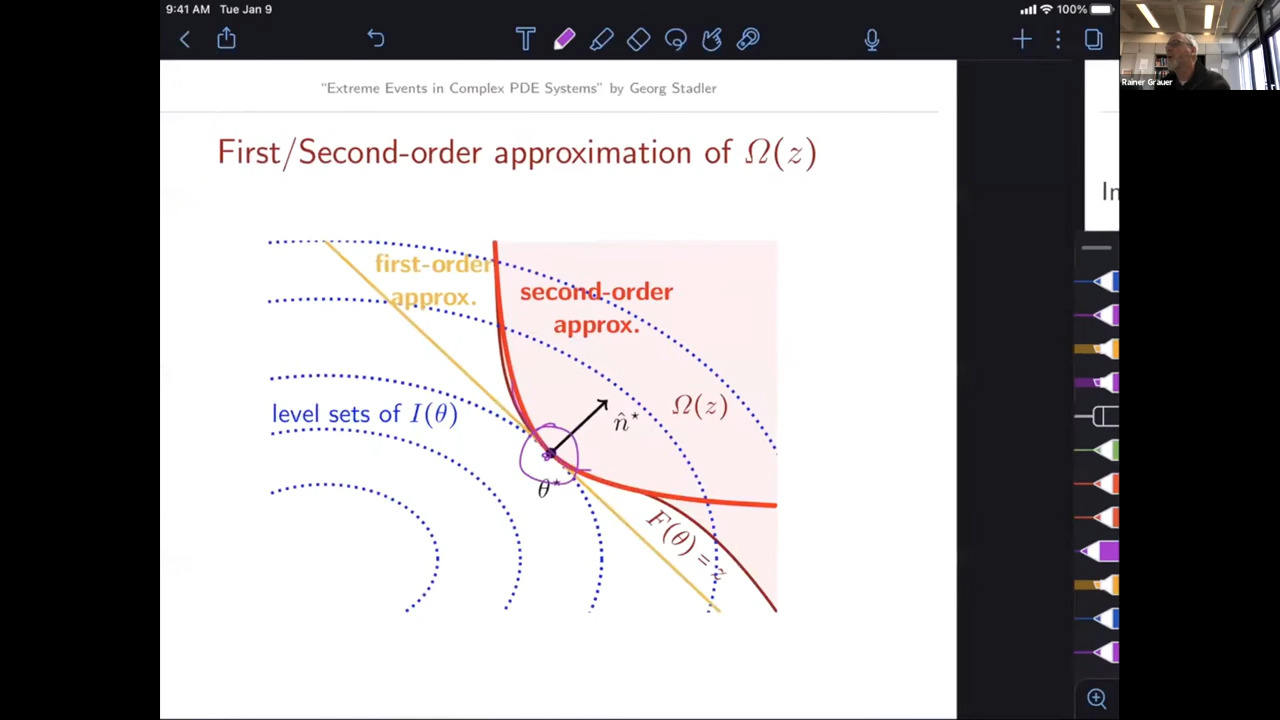 9:41 AM Tue Jan 9
100%
Rainer Grauer
"Extreme Events in Complex PDE Systems" by Georg Stadler
First/Second-order approximation of Ω(z)
In
first-order
approx.
second-order
approx.
level sets of I(θ)
Ω(z)
n̂*
θ*
F(θ) = z